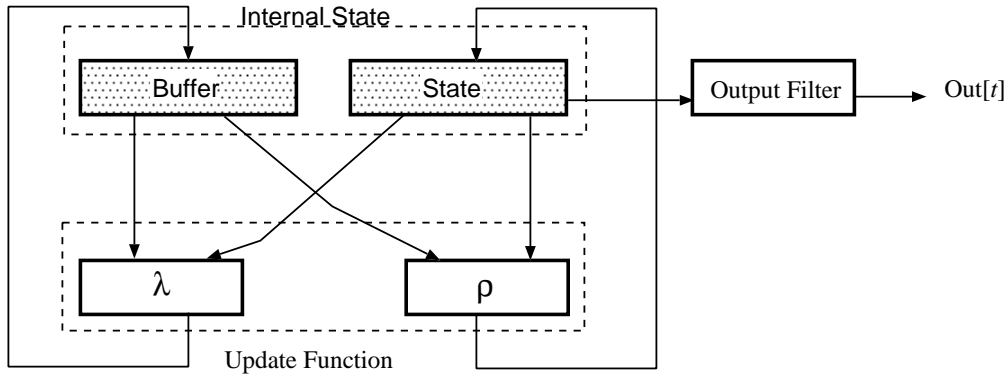 Internal State
Buffer
State
Output Filter
Out[t]
λ
ρ
Update Function